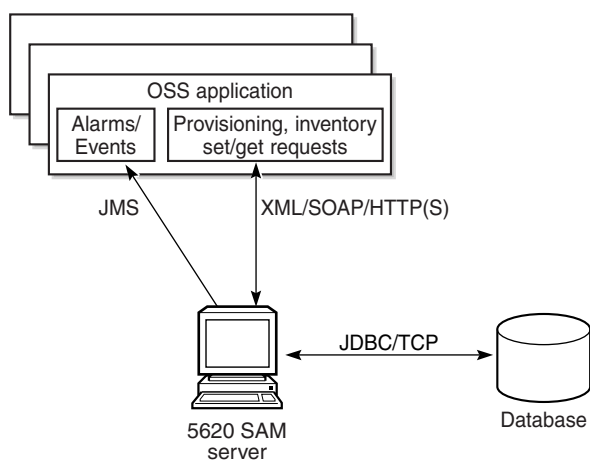 OSS application
Alarms/
Events
Provisioning, inventory
set/get requests
JMS
XML/SOAP/HTTP(S)
JDBC/TCP
5620 SAM
server
Database